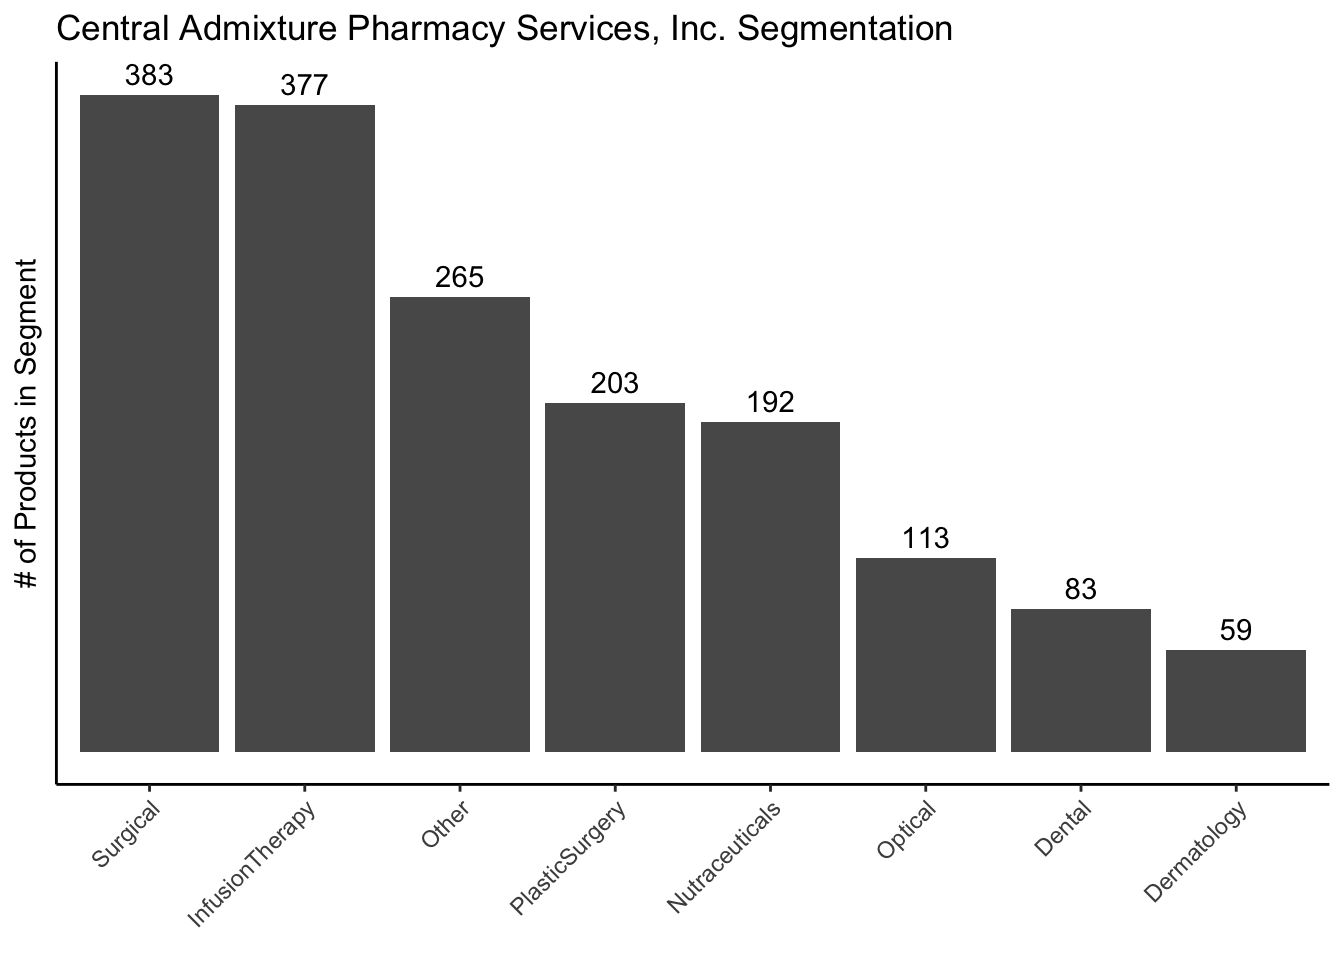 Central Admixture Pharmacy Services, Inc. Segmentation
# of Products in Segment
383
377
265
203
192
113
83
59
Surgical
InfusionTherapy
Other
PlasticSurgery
Nutraceuticals
Optical
Dental
Dermatology